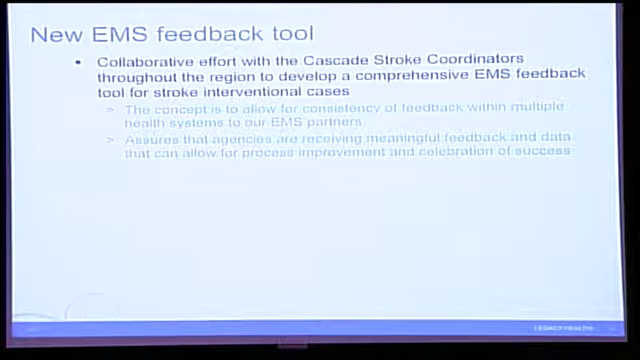 New EMS feedback tool
▪ Collaborative effort with the Cascade Stroke Coordinators
throughout the region to develop a comprehensive EMS feedback
tool for stroke interventional cases
> The concept is to allow for consistency of feedback within multiple
health systems to our EMS partners
> Assures that agencies are receiving meaningful feedback and data
that can allow for process improvement and celebration of success
LEGACY HEALTH